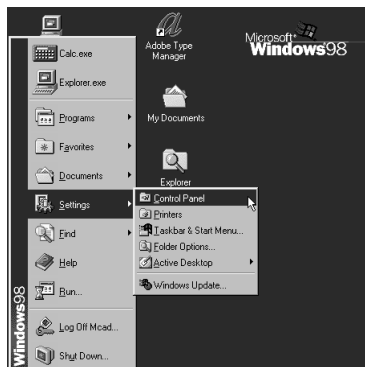 Adobe Type
Manager
Microsoft
Windows98
My Documents
Explorer
Calc.exe
Explorer.exe
Programs
Favorites
Documents
Settings
Find
Help
Run...
Log Off Mcad...
Shut Down...
Windows98
Control Panel
Printers
Taskbar & Start Menu...
Folder Options...
Active Desktop
Windows Update...